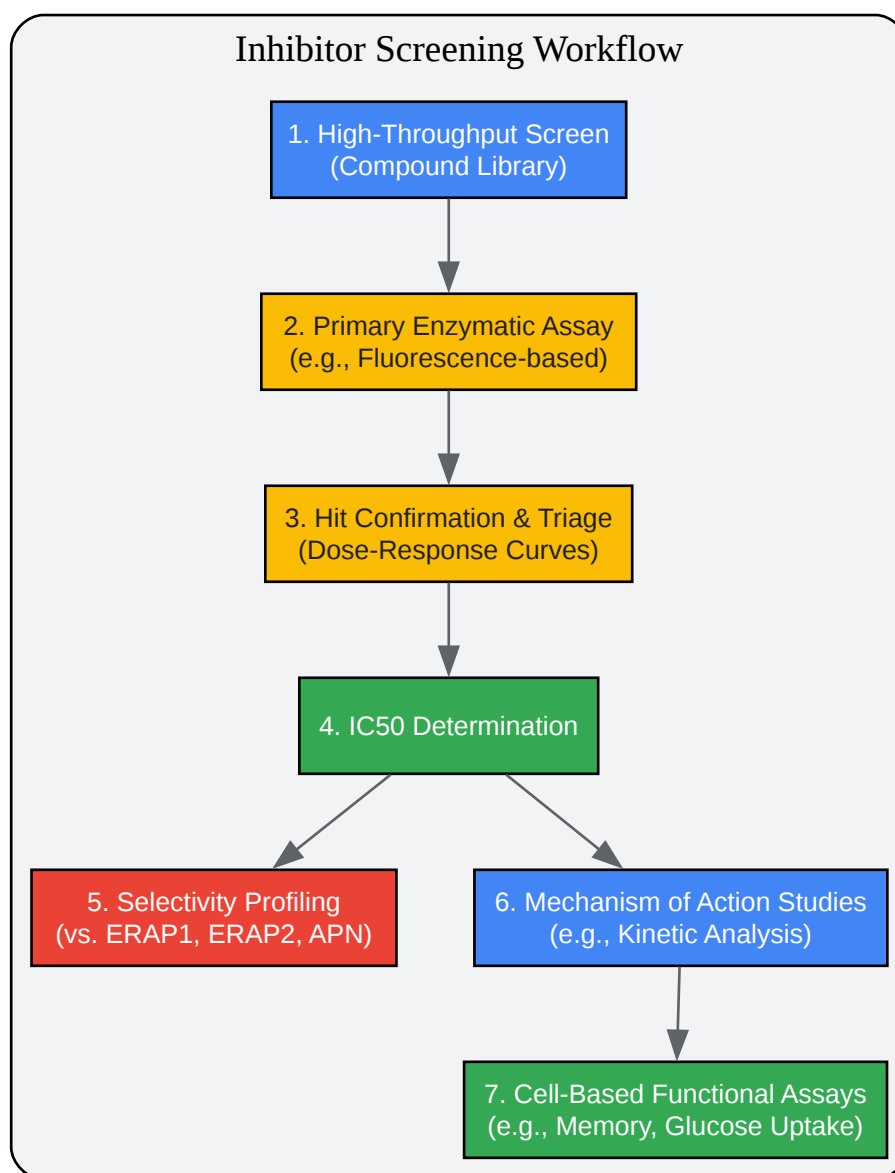 Inhibitor Screening Workflow
1. High-Throughput Screen
(Compound Library)
2. Primary Enzymatic Assay
(e.g., Fluorescence-based)
3. Hit Confirmation & Triage
(Dose-Response Curves)
4. IC50 Determination
5. Selectivity Profiling
(vs. ERAP1, ERAP2, APN)
6. Mechanism of Action Studies
(e.g., Kinetic Analysis)
7. Cell-Based Functional Assays
(e.g., Memory, Glucose Uptake)